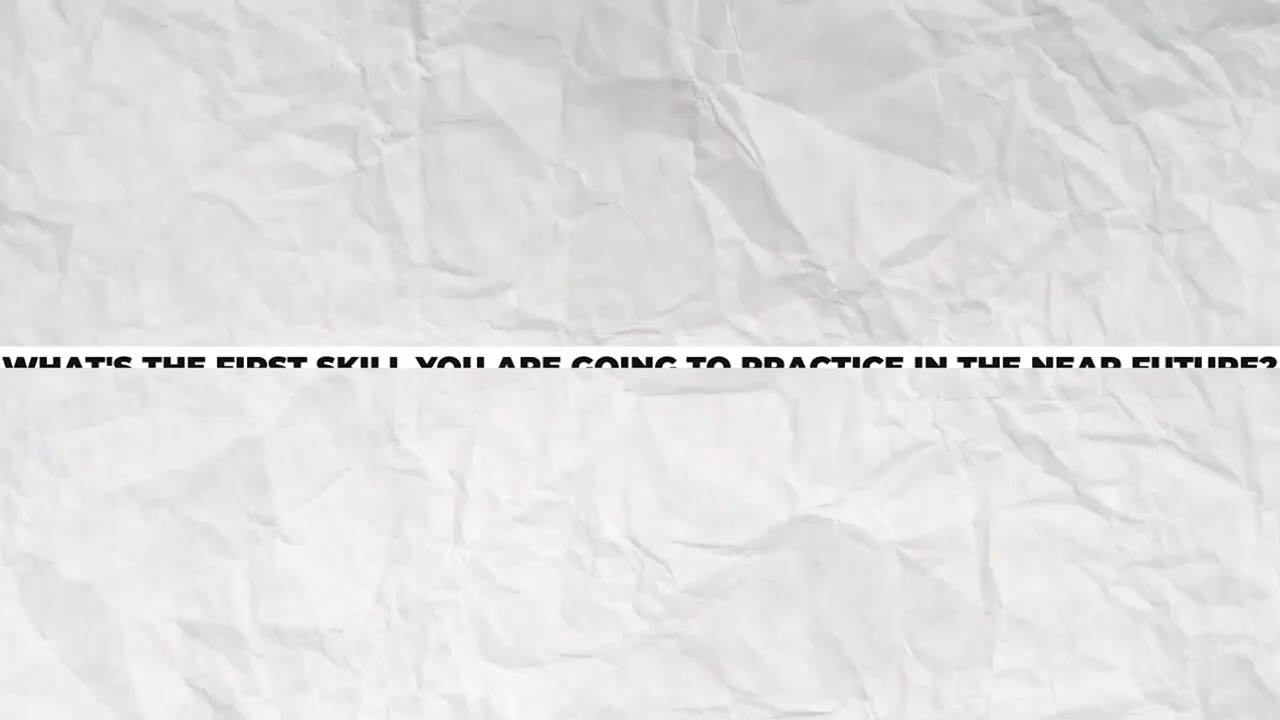 WHAT'S THE FIRST SKILL YOU ARE GOING TO PRACTICE IN THE NEAR FUTURE?